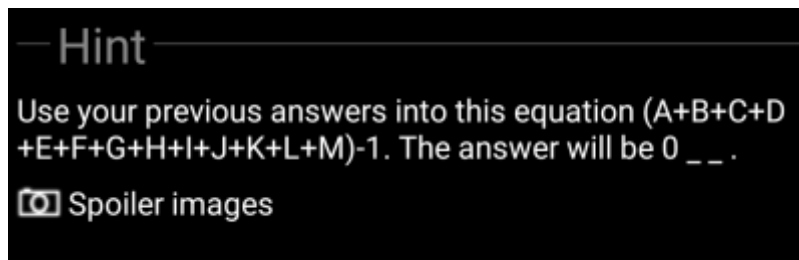 Hint
Use your previous answers into this equation (A+B+C+D
+E+F+G+H+I+J+K+L+M)-1. The answer will be 0 _ _ .
Spoiler images